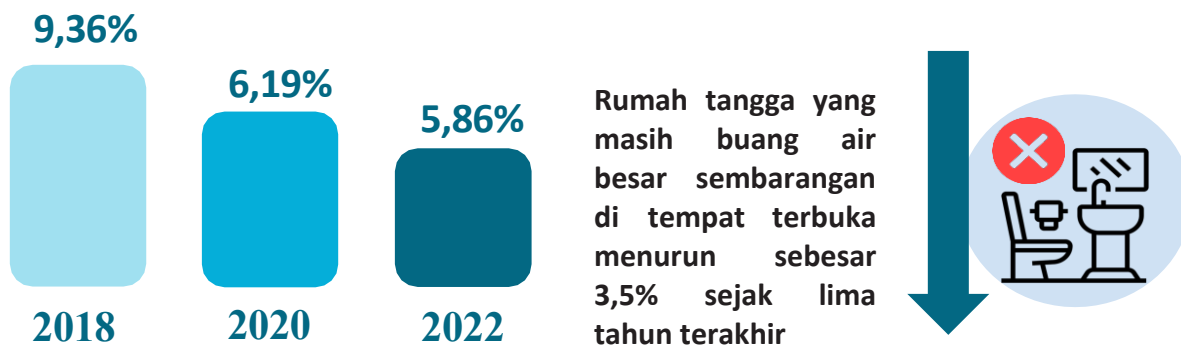 9,36%
6,19%
5,86%
2018
2020
2022
Rumah tangga yang
masih buang air
besar sembarangan
di tempat terbuka
menurun sebesar
3,5% sejak lima
tahun terakhir